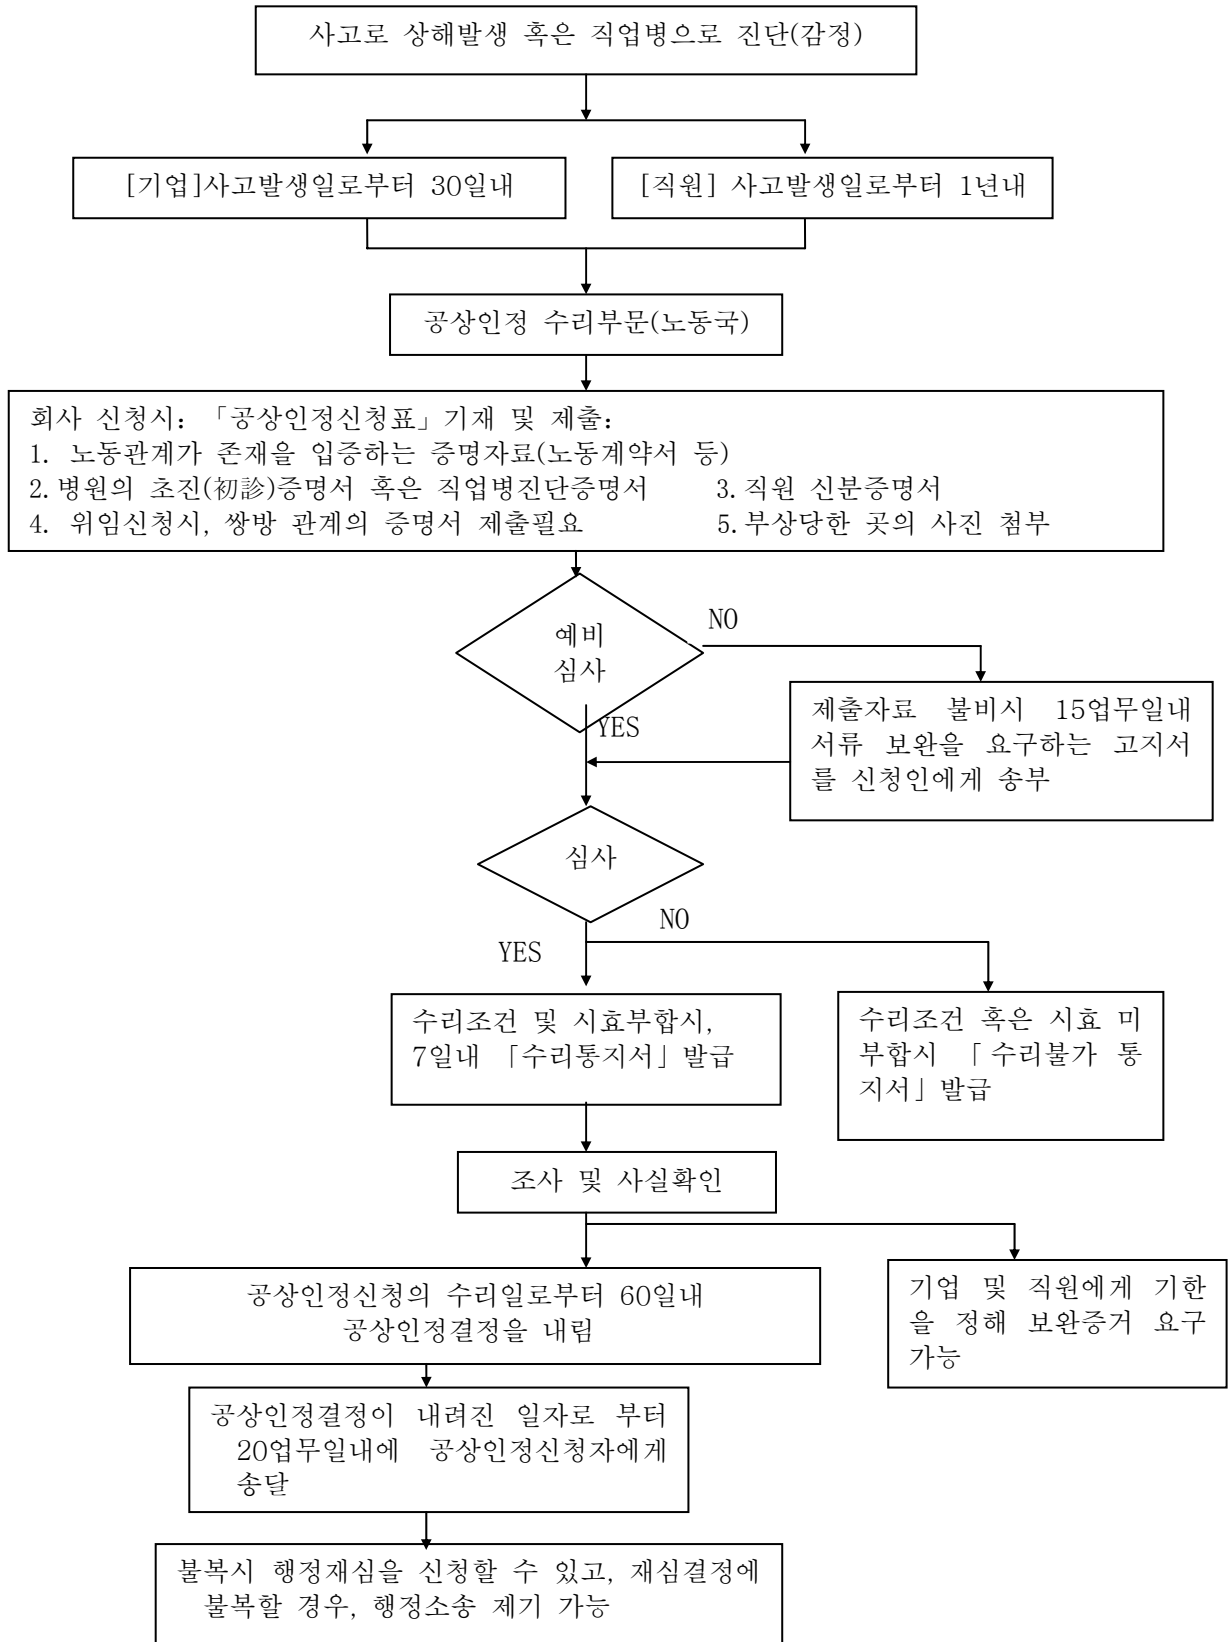 사고로 상해발생 혹은 직업병으로 진단(감정)
[기업]사고발생일로부터 30일내
[직원] 사고발생일로부터 1년내
공상인정 수리부문(노동국)
회사 신청시: 「공상인정신청표」기재 및 제출:
1. 노동관계가 존재을 입증하는 증명자료(노동계약서 등)
2.병원의 초진(初診)증명서 혹은 직업병진단증명서 3.직원 신분증명서
4. 위임신청시, 쌍방 관계의 증명서 제출필요 5.부상당한 곳의 사진 첨부
예비
심사
NO
YES
제출자료 불비시 15업무일내
서류 보완을 요구하는 고지서
를 신청인에게 송부
심사
NO
YES
수리조건 및 시효부합시,
7일내 「수리통지서」발급
수리조건 혹은 시효 미
부합시 「수리불가 통
지서」발급
조사 및 사실확인
공상인정신청의 수리일로부터 60일내
공상인정결정을 내림
기업 및 직원에게 기한
을 정해 보완증거 요구
가능
공상인정결정이 내려진 일자로 부터
20업무일내에 공상인정신청자에게
송달
불복시 행정재심을 신청할 수 있고, 재심결정에
불복할 경우, 행정소송 제기 가능